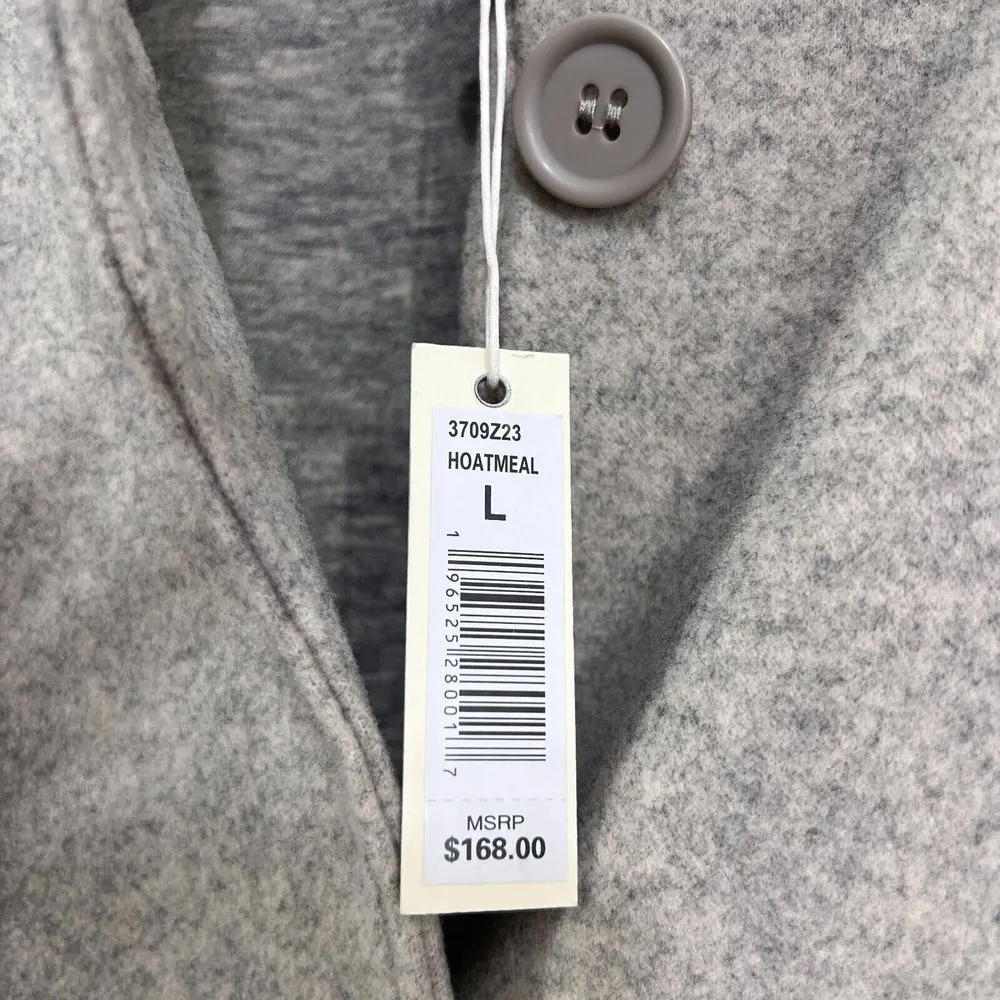 3709Z23
HOATMEAL
L
1 96525 28001 7
MSRP
$168.00